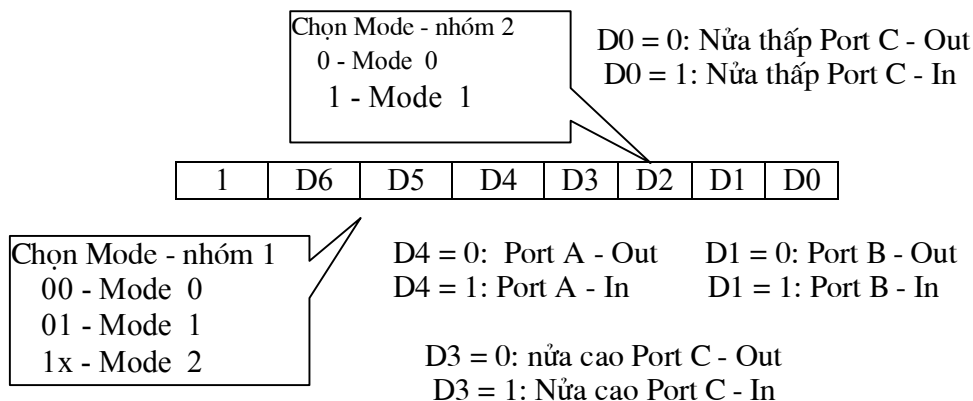 Chọn Mode - nhóm 2
0 - Mode 0
1 - Mode 1
D0 = 0: Nửa thấp Port C - Out
D0 = 1: Nửa thấp Port C - In
1 D6 D5 D4 D3 D2 D1 D0
Chọn Mode - nhóm 1
00 - Mode 0
01 - Mode 1
1x - Mode 2
D4 = 0: Port A - Out
D4 = 1: Port A - In
D1 = 0: Port B - Out
D1 = 1: Port B - In
D3 = 0: nửa cao Port C - Out
D3 = 1: Nửa cao Port C - In